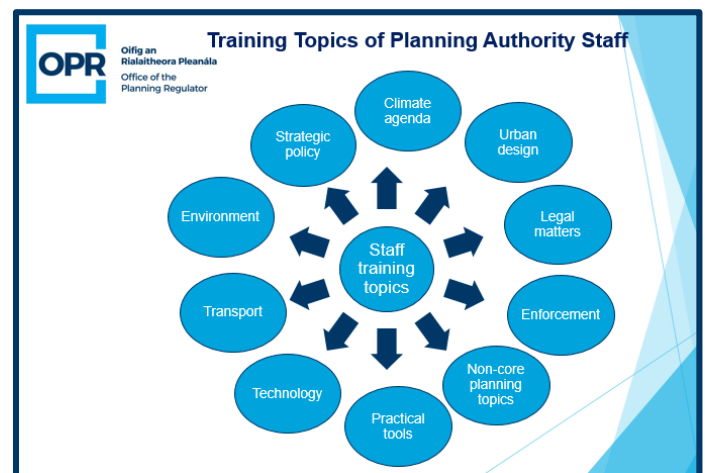 Training Topics of Planning Authority Staff
OPR
Oifig an
Rialaitheora Pleanála
Office of the
Planning Regulator
Climate
agenda
Urban
design
Legal
matters
Enforcement
Non-core
planning
topics
Practical
tools
Technology
Transport
Environment
Strategic
policy
Staff
training
topics